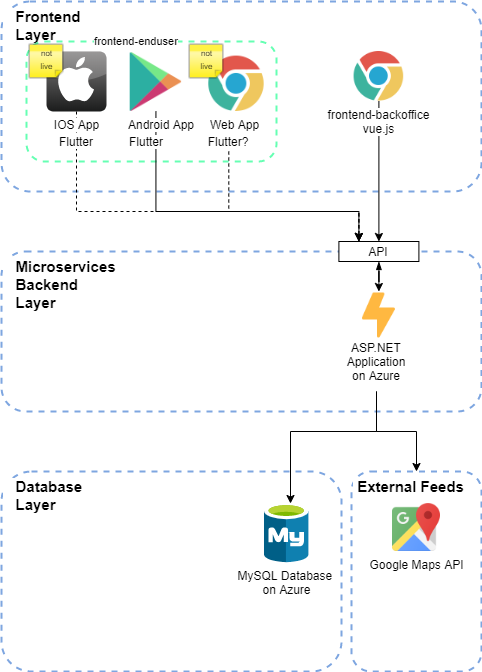 Frontend
Layer
frontend-enduser
not
live
not
live
IOS App
Flutter
Android App
Flutter
Web App
Flutter?
frontend-backoffice
vue.js
API
Microservices
Backend
Layer
ASP.NET
Application
on Azure
Database
Layer
My
MySQL Database
on Azure
External Feeds
G
Google Maps API